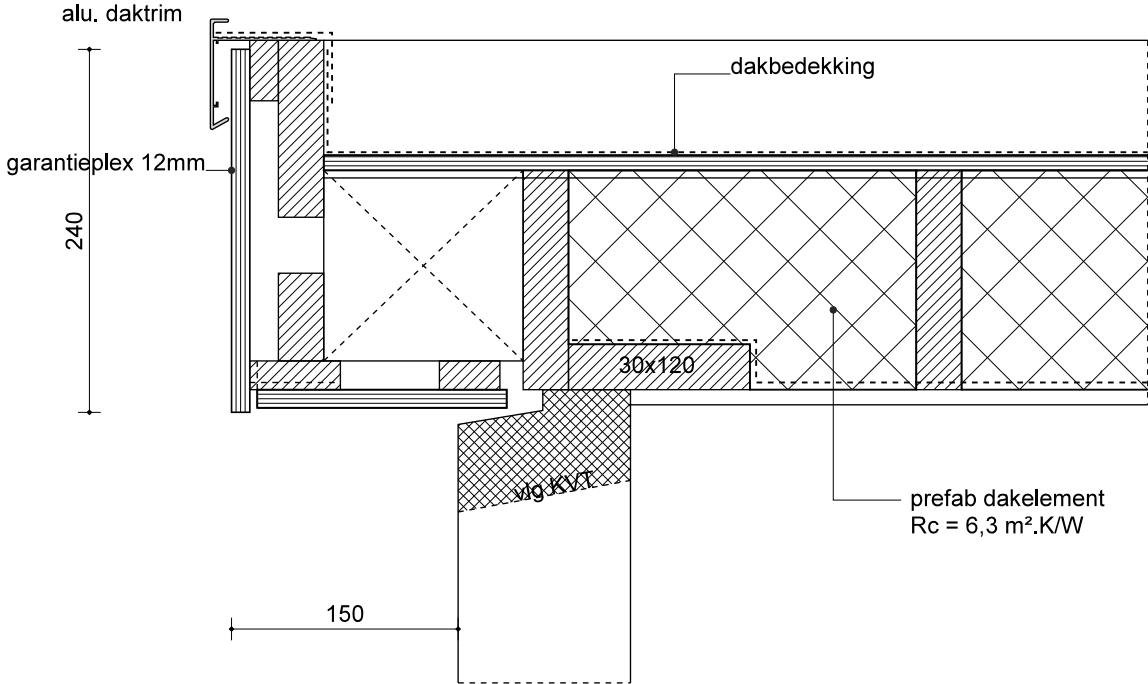 alu. daktrim
dakbedekking
garantieplex 12mm
240
30x120
vlg KVT
prefab dakelement
Rc = 6,3 m².K/W
150